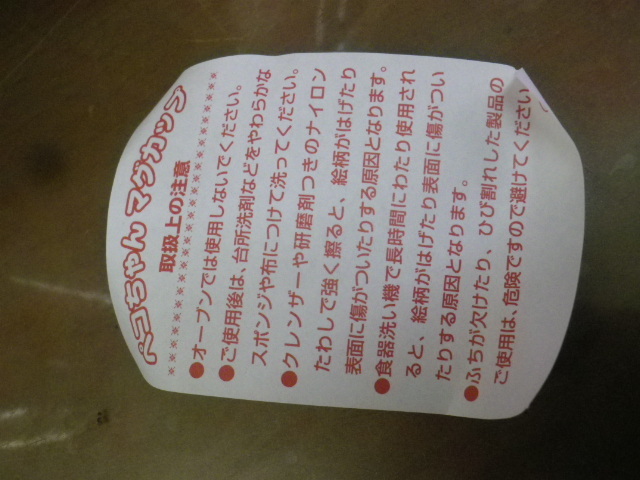 ペコちゃん マグカップ
取扱上の注意
※※※※※※※※※※※※※※※※※※※※※※
●オーブンでは使用しないでください。
●ご使用後は、台所洗剤などをやわらかな
スポンジや布につけて洗ってください。
●クレンザーや研磨剤つきのナイロン
たわしで強く擦ると、絵柄がはげたり
表面に傷がついたりする原因となります。
●食器洗い機で長時間にわたり使用され
ると、絵柄がはげたり表面に傷がつい
たりする原因となります。
●ふちが欠けたり、ひび割れした製品の
ご使用は、危険ですので避けてください